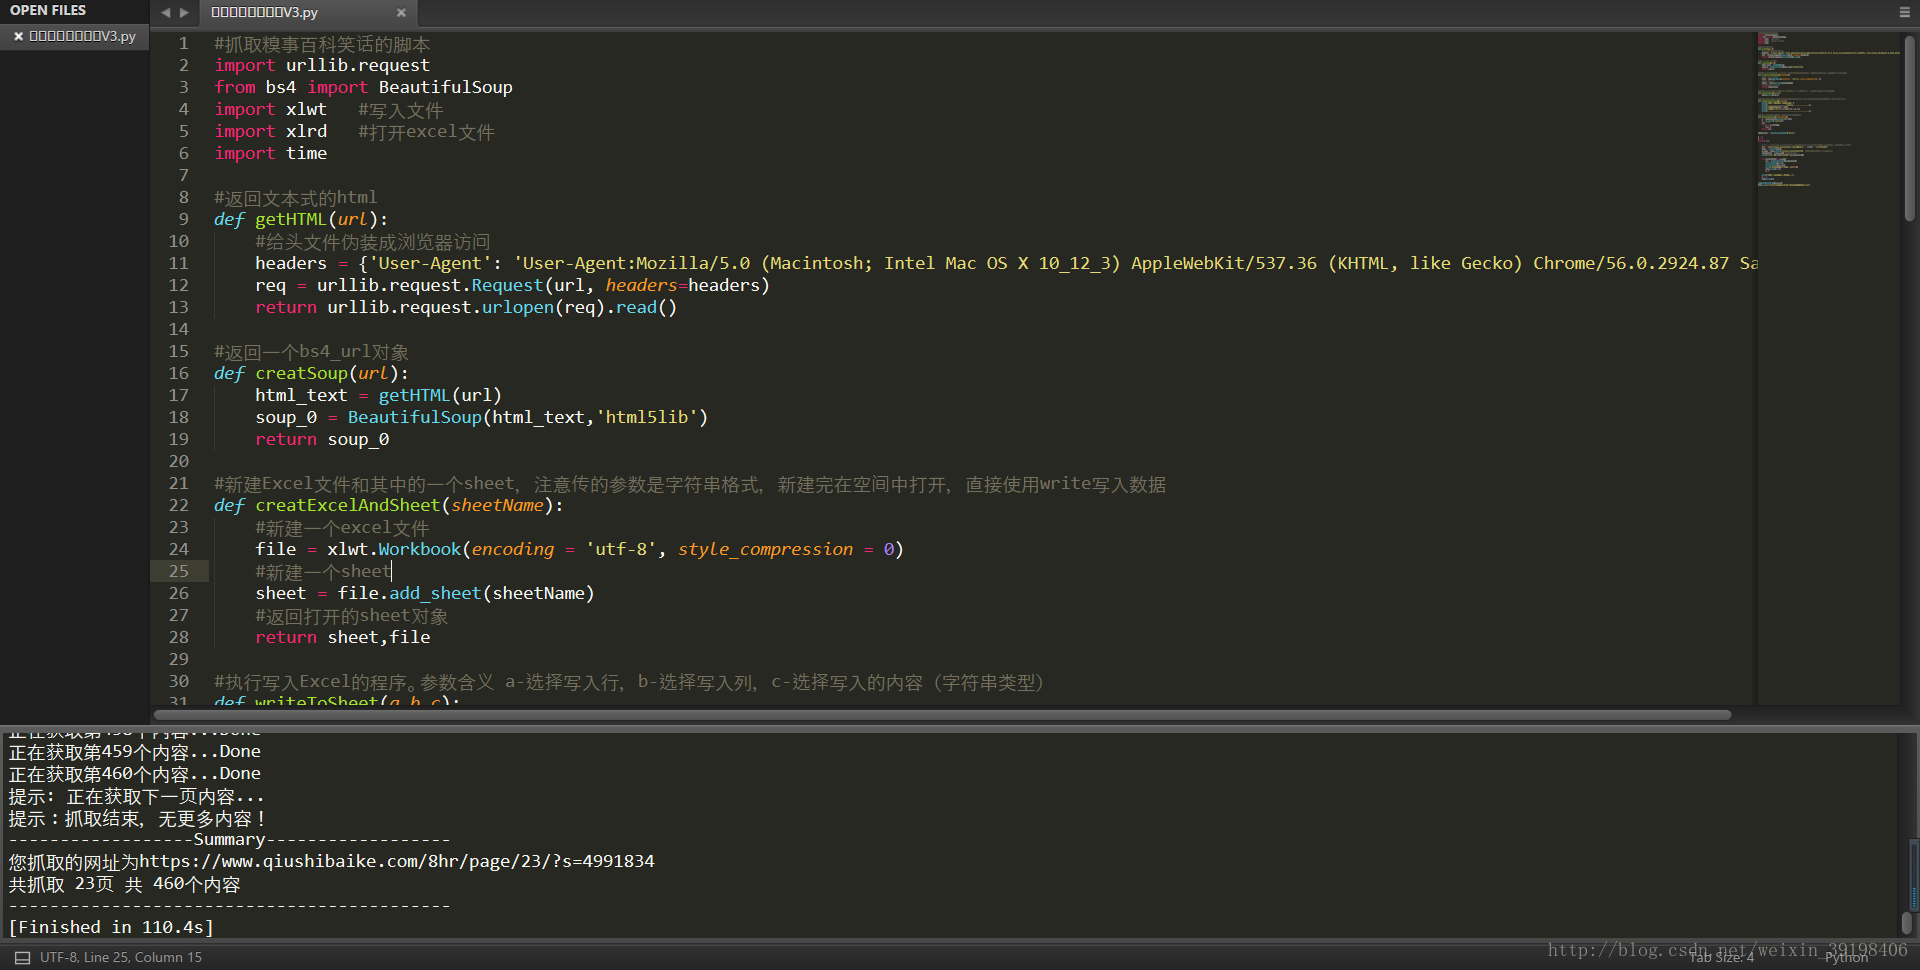 OPEN FILES
V3.py
V3.py
1 #抓取糗事百科笑话的脚本
2 import urllib.request
3 from bs4 import BeautifulSoup
4 import xlwt   #写入文件
5 import xlrd   #打开excel文件
6 import time
7
8 #返回文本式的html
9 def getHTML(url):
10     #给头文件伪装成浏览器访问
11     headers = {'User-Agent': 'User-Agent:Mozilla/5.0 (Macintosh; Intel Mac OS X 10_12_3) AppleWebKit/537.36 (KHTML, like Gecko) Chrome/56.0.2924.87 Sa
12     req = urllib.request.Request(url, headers=headers)
13     return urllib.request.urlopen(req).read()
14
15 #返回一个bs4_url对象
16 def creatSoup(url):
17     html_text = getHTML(url)
18     soup_0 = BeautifulSoup(html_text,'html5lib')
19     return soup_0
20
21 #新建Excel文件和其中的一个sheet, 注意传的参数是字符串格式, 新建完在空间中打开, 直接使用write写入数据
22 def creatExcelAndSheet(sheetName):
23     #新建一个excel文件
24     file = xlwt.Workbook(encoding = 'utf-8', style_compression = 0)
25     #新建一个sheet
26     sheet = file.add_sheet(sheetName)
27     #返回打开的sheet对象
28     return sheet,file
29
30 #执行写入Excel的程序。参数含义 a-选择写入行, b-选择写入列, c-选择写入的内容 (字符串类型)
31 def writeToSheet(a,b,c):
正在获取第458个内容...Done
正在获取第459个内容...Done
正在获取第460个内容...Done
提示: 正在获取下一页内容...
提示：抓取结束, 无更多内容！
------------------Summary------------------
您抓取的网址为https://www.qiushibaike.com/8hr/page/23/?s=4991834
共抓取 23页 共 460个内容
-------------------------------------------
[Finished in 110.4s]
UTF-8, Line 25, Column 15
Tab Size: 4
Python
http://blog.csdn.net/weixin_39198406